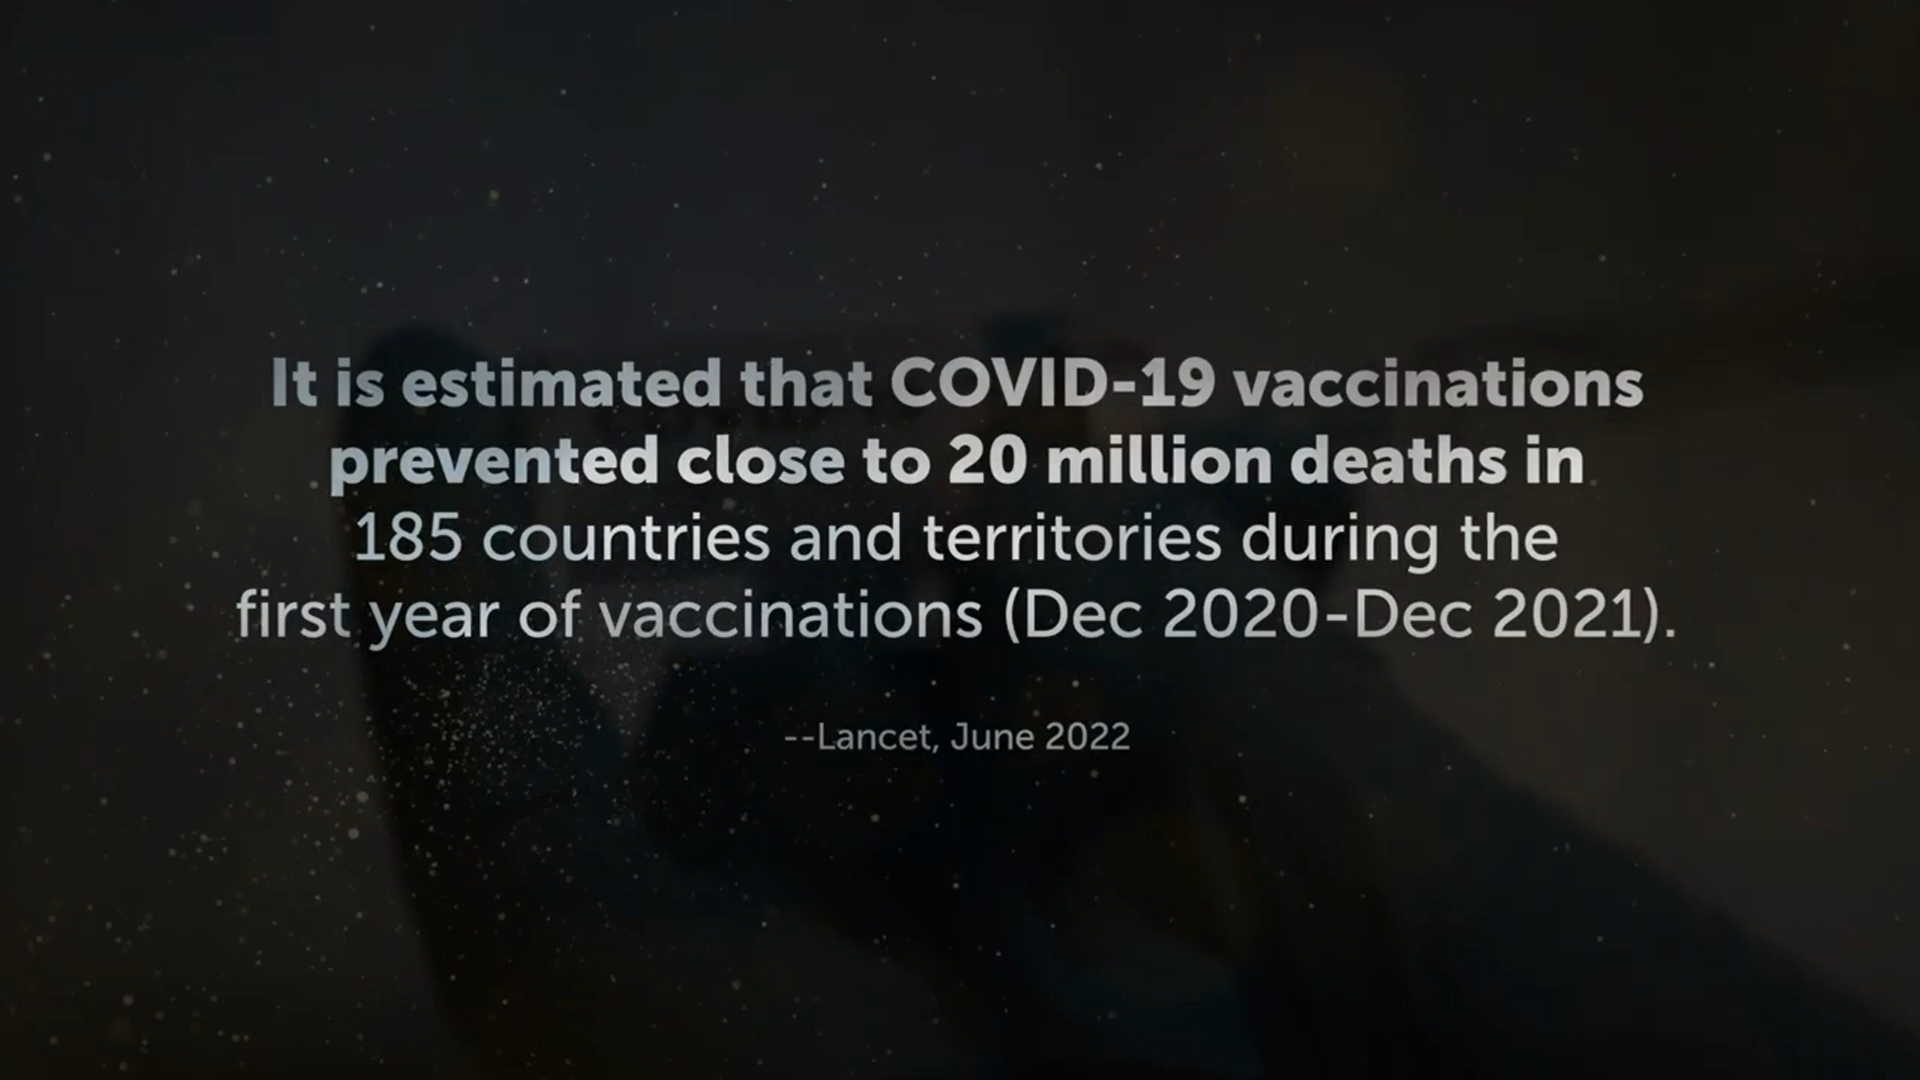 It is estimated that COVID-19 vaccinations
prevented close to 20 million deaths in
185 countries and territories during the
first year of vaccinations (Dec 2020-Dec 2021).
--Lancet, June 2022